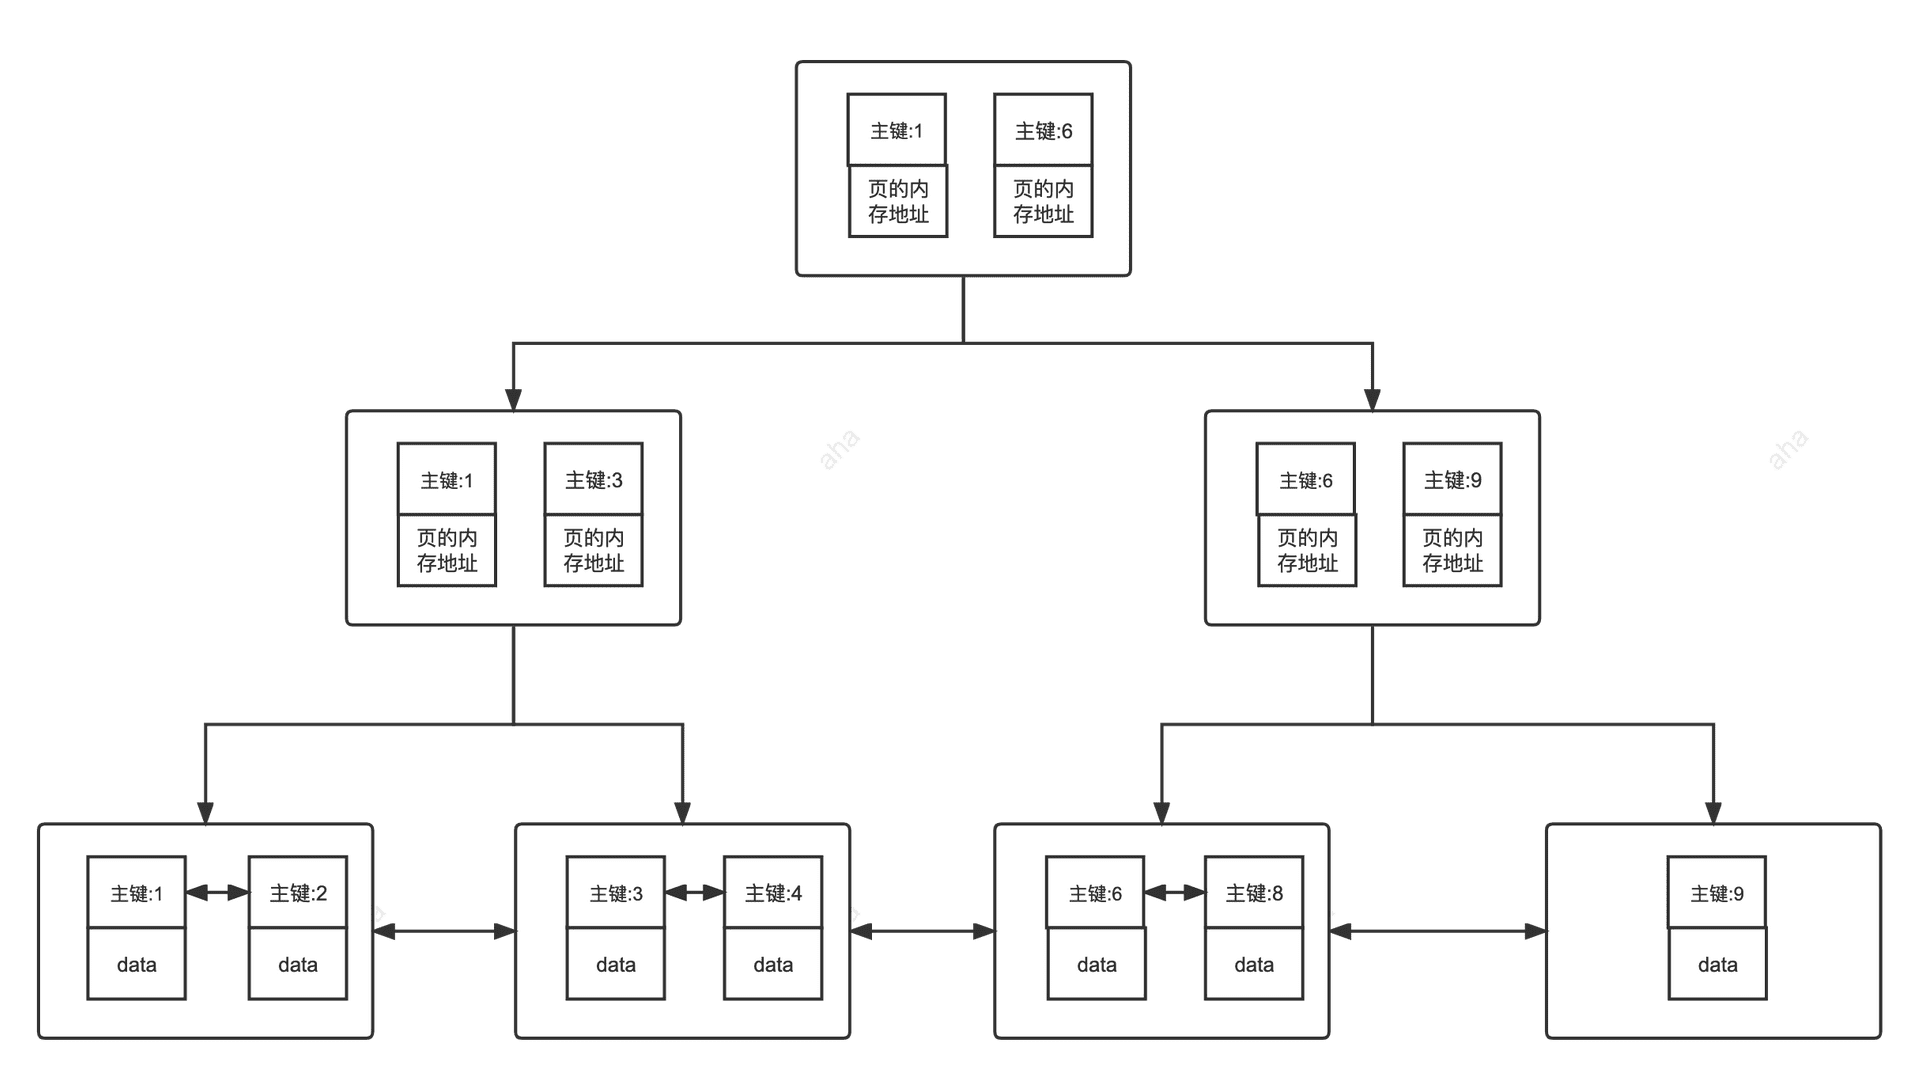 主键:1
主键:6
页的内
存地址
页的内
存地址
aha
aha
主键:1
主键:3
主键:6
主键:9
页的内
存地址
页的内
存地址
页的内
存地址
页的内
存地址
主键:1
主键:2
主键:3
主键:4
主键:6
主键:8
主键:9
data
data
data
data
data
data
data